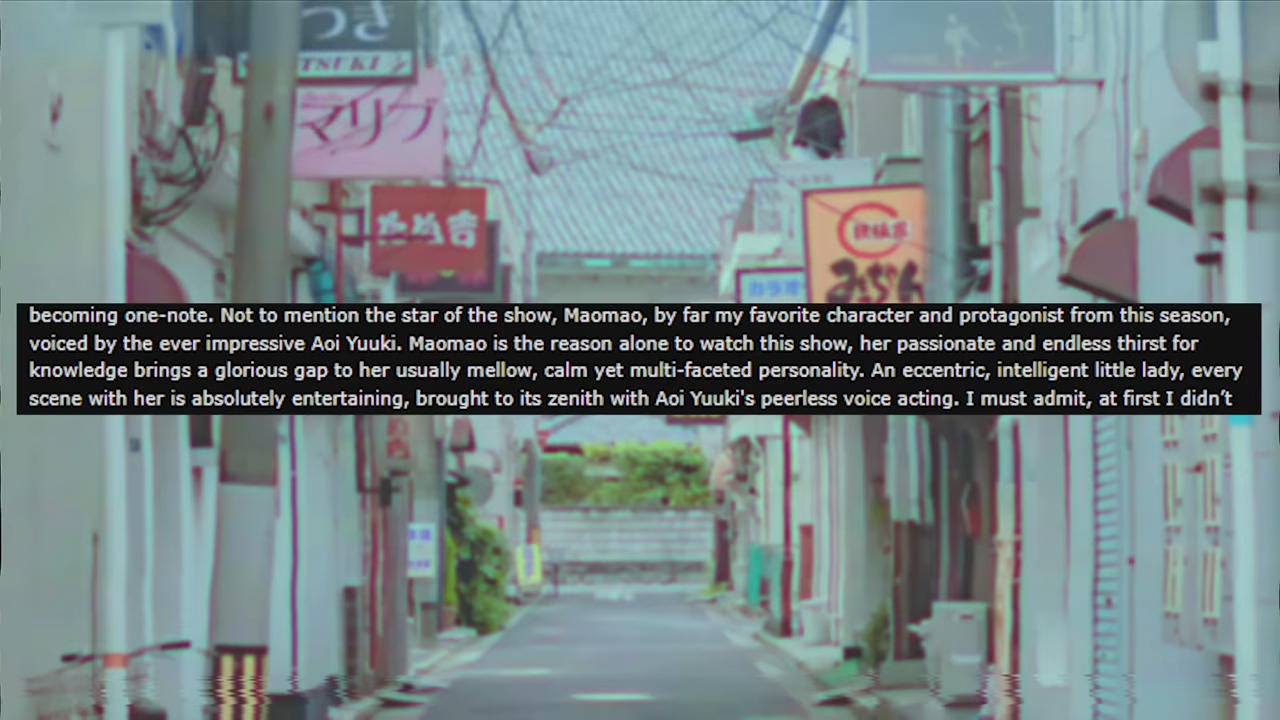 つき
TSUKI
マリブ
becoming one-note. Not to mention the star of the show, Maomao, by far my favorite character and protagonist from this season,
voiced by the ever impressive Aoi Yuuki. Maomao is the reason alone to watch this show, her passionate and endless thirst for
knowledge brings a glorious gap to her usually mellow, calm yet multi-faceted personality. An eccentric, intelligent little lady, every
scene with her is absolutely entertaining, brought to its zenith with Aoi Yuuki's peerless voice acting. I must admit, at first I didn’t